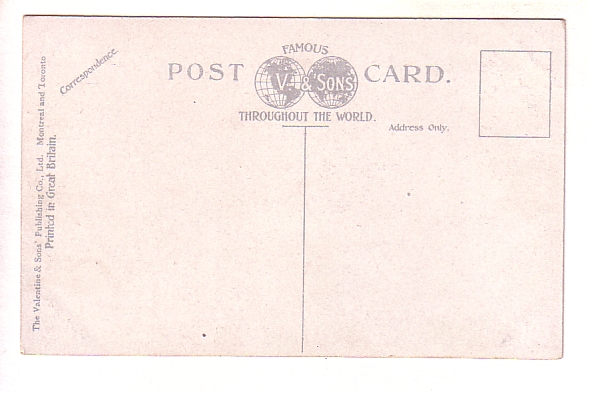 FAMOUS
POST CARD.
V. & SONS
THROUGHOUT THE WORLD.
Correspondence.
Address Only.
The Valentine & Sons' Publishing Co., Ltd. Montreal and Toronto
Printed in Great Britain.